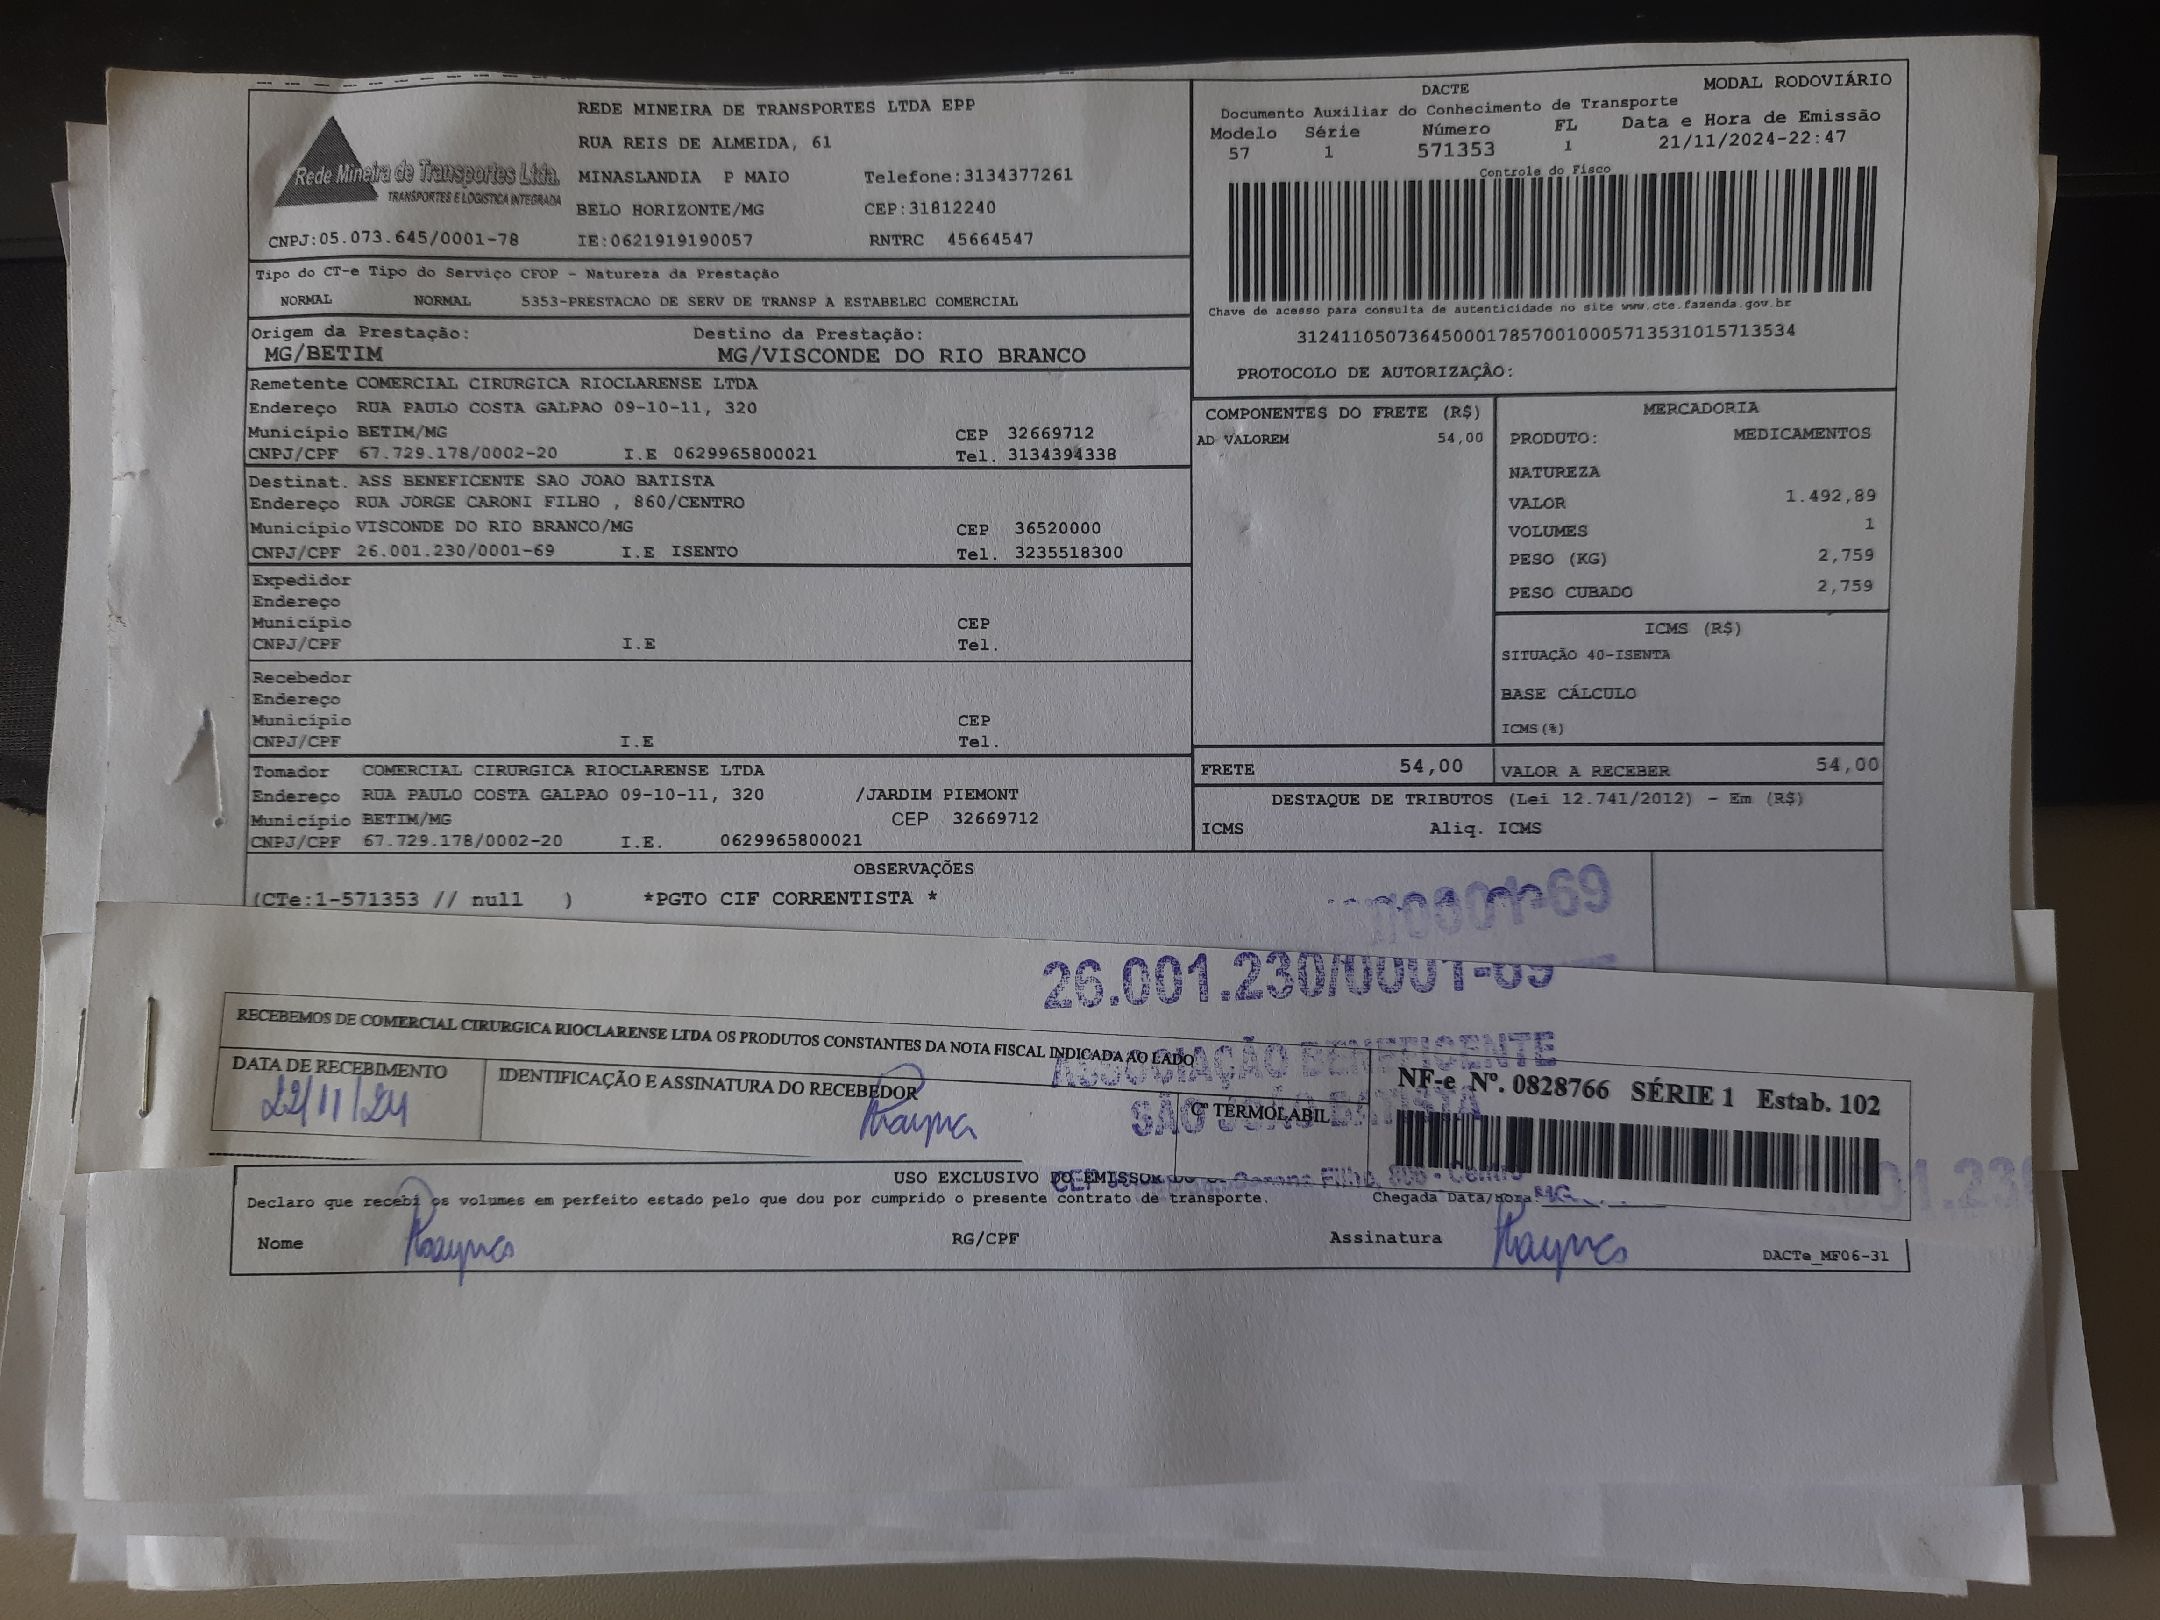 REDE MINEIRA DE TRANSPORTES LTDA EPP
RUA REIS DE ALMEIDA, 61
Rede Mineira de Transportes Ltda.
TRANSPORTES E LOGISTICA INTEGRADA
MINASLANDIA P MAIO Telefone:3134377261
BELO HORIZONTE/MG CEP:31812240
CNPJ:05.073.645/0001-78 IE:0621919190057 RNTRC 45664547
DACTE MODAL RODOVIÁRIO
Documento Auxiliar do Conhecimento de Transporte
Modelo Série Número FL Data e Hora de Emissão
57 1 571353 1 21/11/2024-22:47
Controle do Fisco
Chave de acesso para consulta de autenticidade no site www.cte.fazenda.gov.br
31241105073645000178570010005713531015713534
PROTOCOLO DE AUTORIZAÇÃO:
Tipo do CT-e Tipo do Serviço CFOP - Natureza da Prestação
NORMAL NORMAL 5353-PRESTACAO DE SERV DE TRANSP A ESTABELEC COMERCIAL
Origem da Prestação: Destino da Prestação:
MG/BETIM MG/VISCONDE DO RIO BRANCO
Remetente COMERCIAL CIRURGICA RIOCLARENSE LTDA
Endereço RUA PAULO COSTA GALPAO 09-10-11, 320
Município BETIM/MG CEP 32669712
CNPJ/CPF 67.729.178/0002-20 I.E 0629965800021 Tel. 3134394338
Destinat. ASS BENEFICENTE SAO JOAO BATISTA
Endereço RUA JORGE CARONI FILHO , 860/CENTRO
Município VISCONDE DO RIO BRANCO/MG CEP 36520000
CNPJ/CPF 26.001.230/0001-69 I.E ISENTO Tel. 3235518300
Expedidor
Endereço
Município CEP
CNPJ/CPF I.E Tel.
Recebedor
Endereço
Município CEP
CNPJ/CPF I.E Tel.
Tomador COMERCIAL CIRURGICA RIOCLARENSE LTDA
Endereço RUA PAULO COSTA GALPAO 09-10-11, 320 /JARDIM PIEMONT
Município BETIM/MG CEP 32669712
CNPJ/CPF 67.729.178/0002-20 I.E. 0629965800021
COMPONENTES DO FRETE (R$)
AD VALOREM 54,00
MERCADORIA
PRODUTO: MEDICAMENTOS
NATUREZA
VALOR 1.492,89
VOLUMES 1
PESO (KG) 2,759
PESO CUBADO 2,759
ICMS (R$)
SITUAÇÃO 40-ISENTA
BASE CÁLCULO
ICMS(%)
FRETE 54,00 VALOR A RECEBER 54,00
DESTAQUE DE TRIBUTOS (Lei 12.741/2012) - Em (R$)
ICMS Aliq. ICMS
OBSERVAÇÕES
(CTe:1-571353 // null ) *PGTO CIF CORRENTISTA *
/0001-69
26.001.230/0001-69
ASSOCIAÇÃO BENEFICENTE
SÃO JOÃO BATISTA
RECEBEMOS DE COMERCIAL CIRURGICA RIOCLARENSE LTDA OS PRODUTOS CONSTANTES DA NOTA FISCAL INDICADA AO LADO
DATA DE RECEBIMENTO IDENTIFICAÇÃO E ASSINATURA DO RECEBEDOR
22/11/24
Cª TERMOLABIL
NF-e Nº. 0828766 SÉRIE 1 Estab. 102
Filho, - Centro
USO EXCLUSIVO DO EMISSOR DO
Declaro que recebi os volumes em perfeito estado pelo que dou por cumprido o presente contrato de transporte. Chegada Data/Hora: MG
Nome RG/CPF Assinatura
DACTe_MF06-31